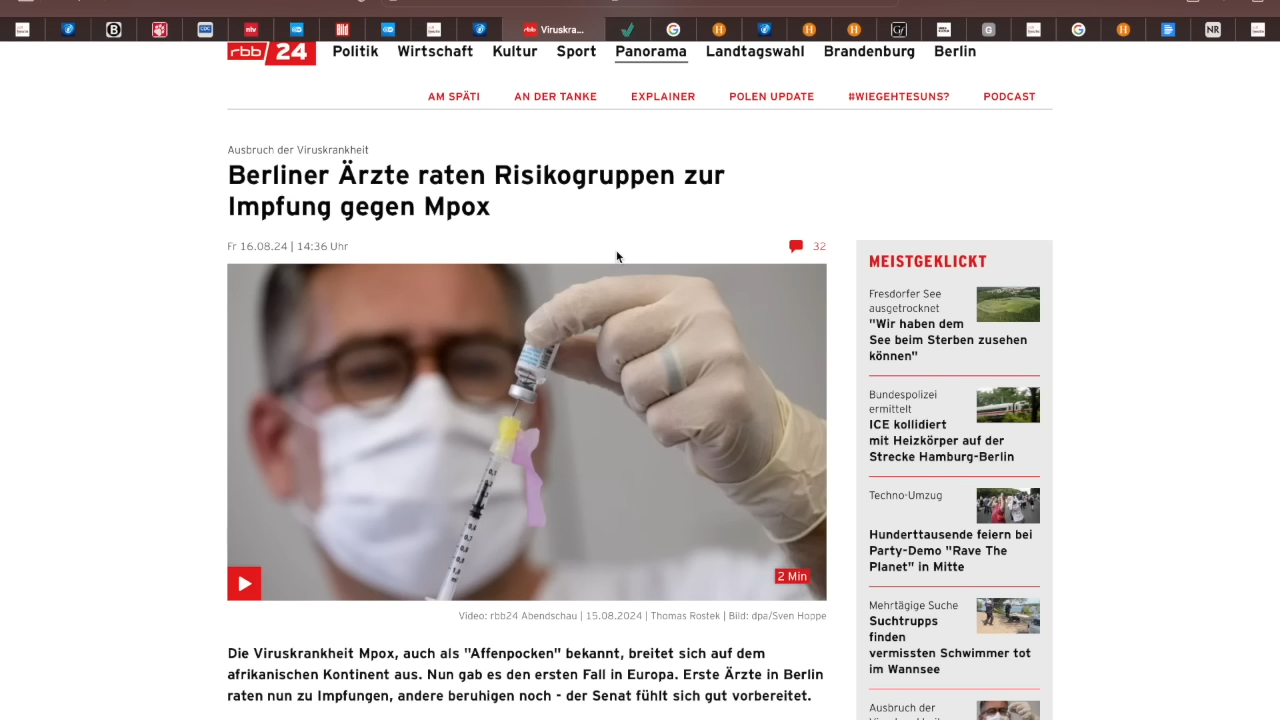 Viruskra...
rbb 24
Politik Wirtschaft Kultur Sport Panorama Landtagswahl Brandenburg Berlin
AM SPÄTI AN DER TANKE EXPLAINER POLEN UPDATE #WIEGEHTESUNS? PODCAST
Ausbruch der Viruskrankheit
Berliner Ärzte raten Risikogruppen zur
Impfung gegen Mpox
Fr 16.08.24 | 14:36 Uhr
32
2 Min
Video: rbb24 Abendschau | 15.08.2024 | Thomas Rostek | Bild: dpa/Sven Hoppe
Die Viruskrankheit Mpox, auch als "Affenpocken" bekannt, breitet sich auf dem
afrikanischen Kontinent aus. Nun gab es den ersten Fall in Europa. Erste Ärzte in Berlin
raten nun zu Impfungen, andere beruhigen noch - der Senat fühlt sich gut vorbereitet.
MEISTGEKLICKT
Fresdorfer See
ausgetrocknet
"Wir haben dem
See beim Sterben zusehen
können"
Bundespolizei
ermittelt
ICE kollidiert
mit Heizkörper auf der
Strecke Hamburg-Berlin
Techno-Umzug
Hunderttausende feiern bei
Party-Demo "Rave The
Planet" in Mitte
Mehrtägige Suche
Suchtrupps
finden
vermissten Schwimmer tot
im Wannsee
Ausbruch der